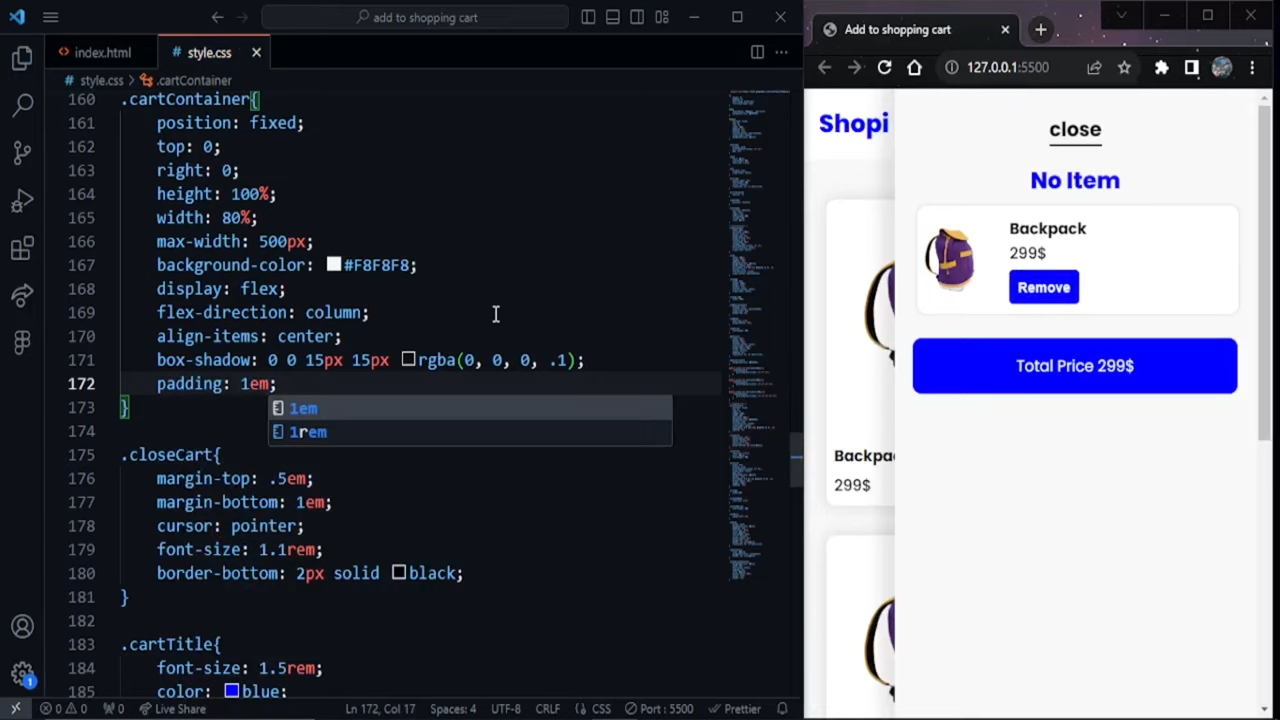 add to shopping cart
index.html
# style.css
# style.css > .cartContainer
160 .cartContainer{
161 position: fixed;
162 top: 0;
163 right: 0;
164 height: 100%;
165 width: 80%;
166 max-width: 500px;
167 background-color: #F8F8F8;
168 display: flex;
169 flex-direction: column;
170 align-items: center;
171 box-shadow: 0 0 15px 15px rgba(0, 0, 0, .1);
172 padding: 1em;
173 }
1em
174
1rem
175 .closeCart{
176 margin-top: .5em;
177 margin-bottom: 1em;
178 cursor: pointer;
179 font-size: 1.1rem;
180 border-bottom: 2px solid black;
181 }
182
183 .cartTitle{
184 font-size: 1.5rem;
185 color: blue;
1
0 0 0 Live Share Ln 172, Col 17 Spaces: 4 UTF-8 CRLF CSS Port : 5500 Prettier
Add to shopping cart
127.0.0.1:5500
Shopi
close
No Item
Backpack
299$
Remove
Total Price 299$
Backpa
299$